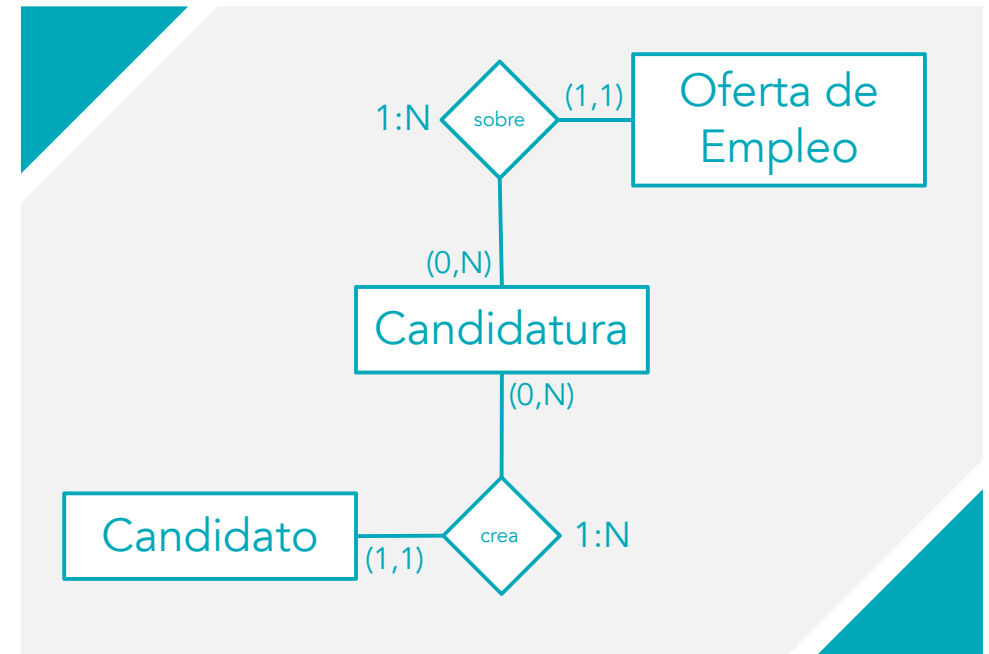 Oferta de
Empleo
(1,1)
sobre
1:N
(0,N)
Candidatura
(0,N)
Candidato
(1,1)
crea
1:N